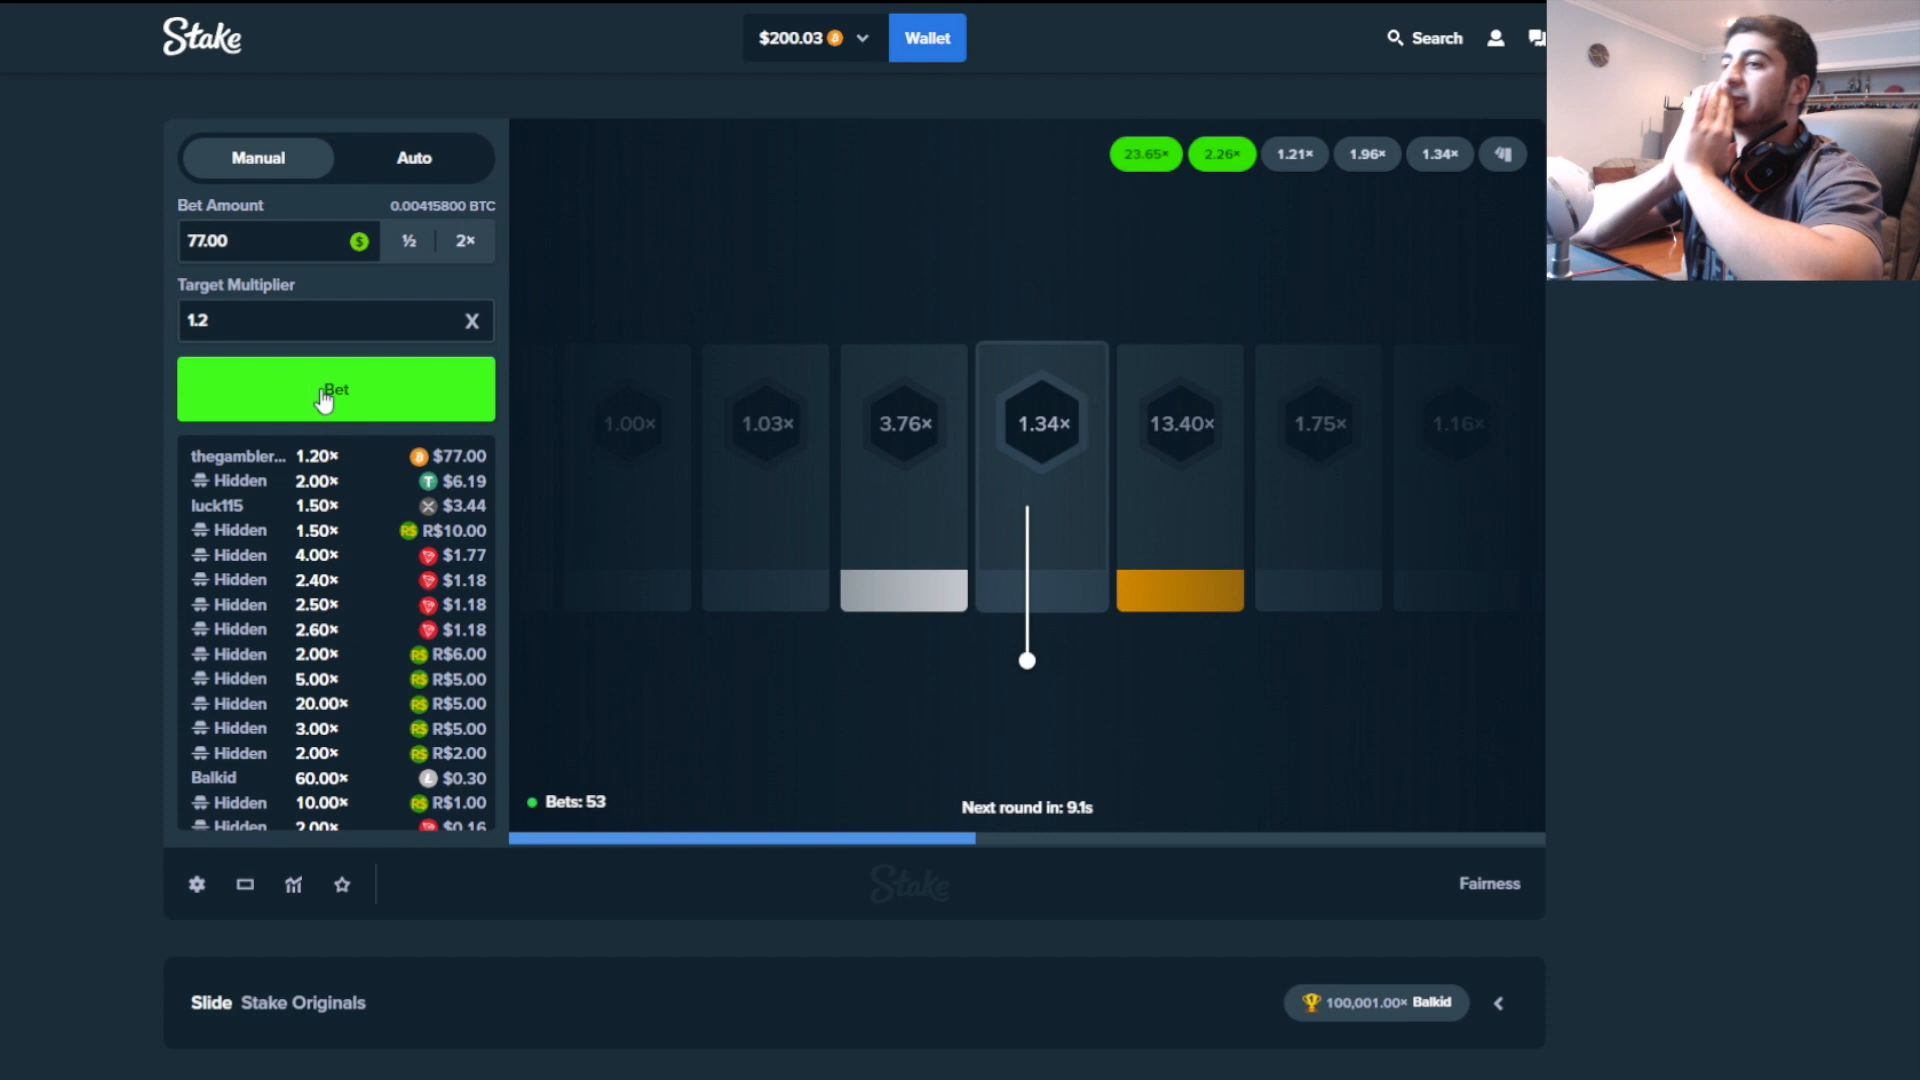 Stake
$200.03
Wallet
Search
Manual
Auto
23.65×
2.26×
1.21×
1.96×
1.34×
Bet Amount
0.00415800 BTC
77.00
½
2×
Target Multiplier
1.2
Bet
1.00×
1.03×
3.76×
1.34×
13.40×
1.75×
1.16×
thegambler... 1.20× $77.00
Hidden 2.00× $6.19
luck115 1.50× $3.44
Hidden 1.50× R$10.00
Hidden 4.00× $1.77
Hidden 2.40× $1.18
Hidden 2.50× $1.18
Hidden 2.60× $1.18
Hidden 2.00× R$6.00
Hidden 5.00× R$5.00
Hidden 20.00× R$5.00
Hidden 3.00× R$5.00
Hidden 2.00× R$2.00
Balkid 60.00× $0.30
Hidden 10.00× R$1.00
Hidden 2.00× $0.16
Bets: 53
Next round in: 9.1s
Stake
Fairness
Slide Stake Originals
100,001.00× Balkid